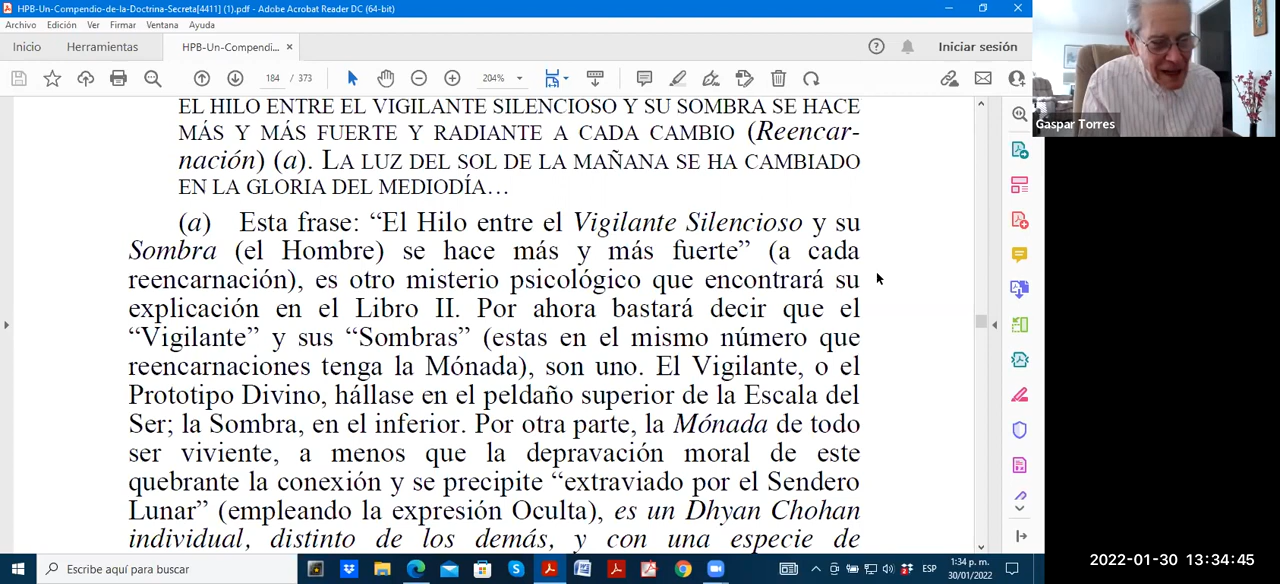 HPB-Un-Compendio-de-la-Doctrina-Secreta[4411] (1).pdf - Adobe Acrobat Reader DC (64-bit)
Archivo Edición Ver Firmar Ventana Ayuda
Inicio Herramientas HPB-Un-Compendi... × Iniciar sesión
184 / 373 204%
EL HILO ENTRE EL VIGILANTE SILENCIOSO Y SU SOMBRA SE HACE
MÁS Y MÁS FUERTE Y RADIANTE A CADA CAMBIO (Reencar-
nación) (a). LA LUZ DEL SOL DE LA MAÑANA SE HA CAMBIADO
EN LA GLORIA DEL MEDIODÍA...
(a) Esta frase: “El Hilo entre el Vigilante Silencioso y su
Sombra (el Hombre) se hace más y más fuerte” (a cada
reencarnación), es otro misterio psicológico que encontrará su
explicación en el Libro II. Por ahora bastará decir que el
“Vigilante” y sus “Sombras” (estas en el mismo número que
reencarnaciones tenga la Mónada), son uno. El Vigilante, o el
Prototipo Divino, hállase en el peldaño superior de la Escala del
Ser; la Sombra, en el inferior. Por otra parte, la Mónada de todo
ser viviente, a menos que la depravación moral de este
quebrante la conexión y se precipite “extraviado por el Sendero
Lunar” (empleando la expresión Oculta), es un Dhyan Chohan
individual, distinto de los demás, y con una especie de
Gaspar Torres
Escribe aquí para buscar
ESP
1:34 p. m.
30/01/2022
2022-01-30 13:34:45